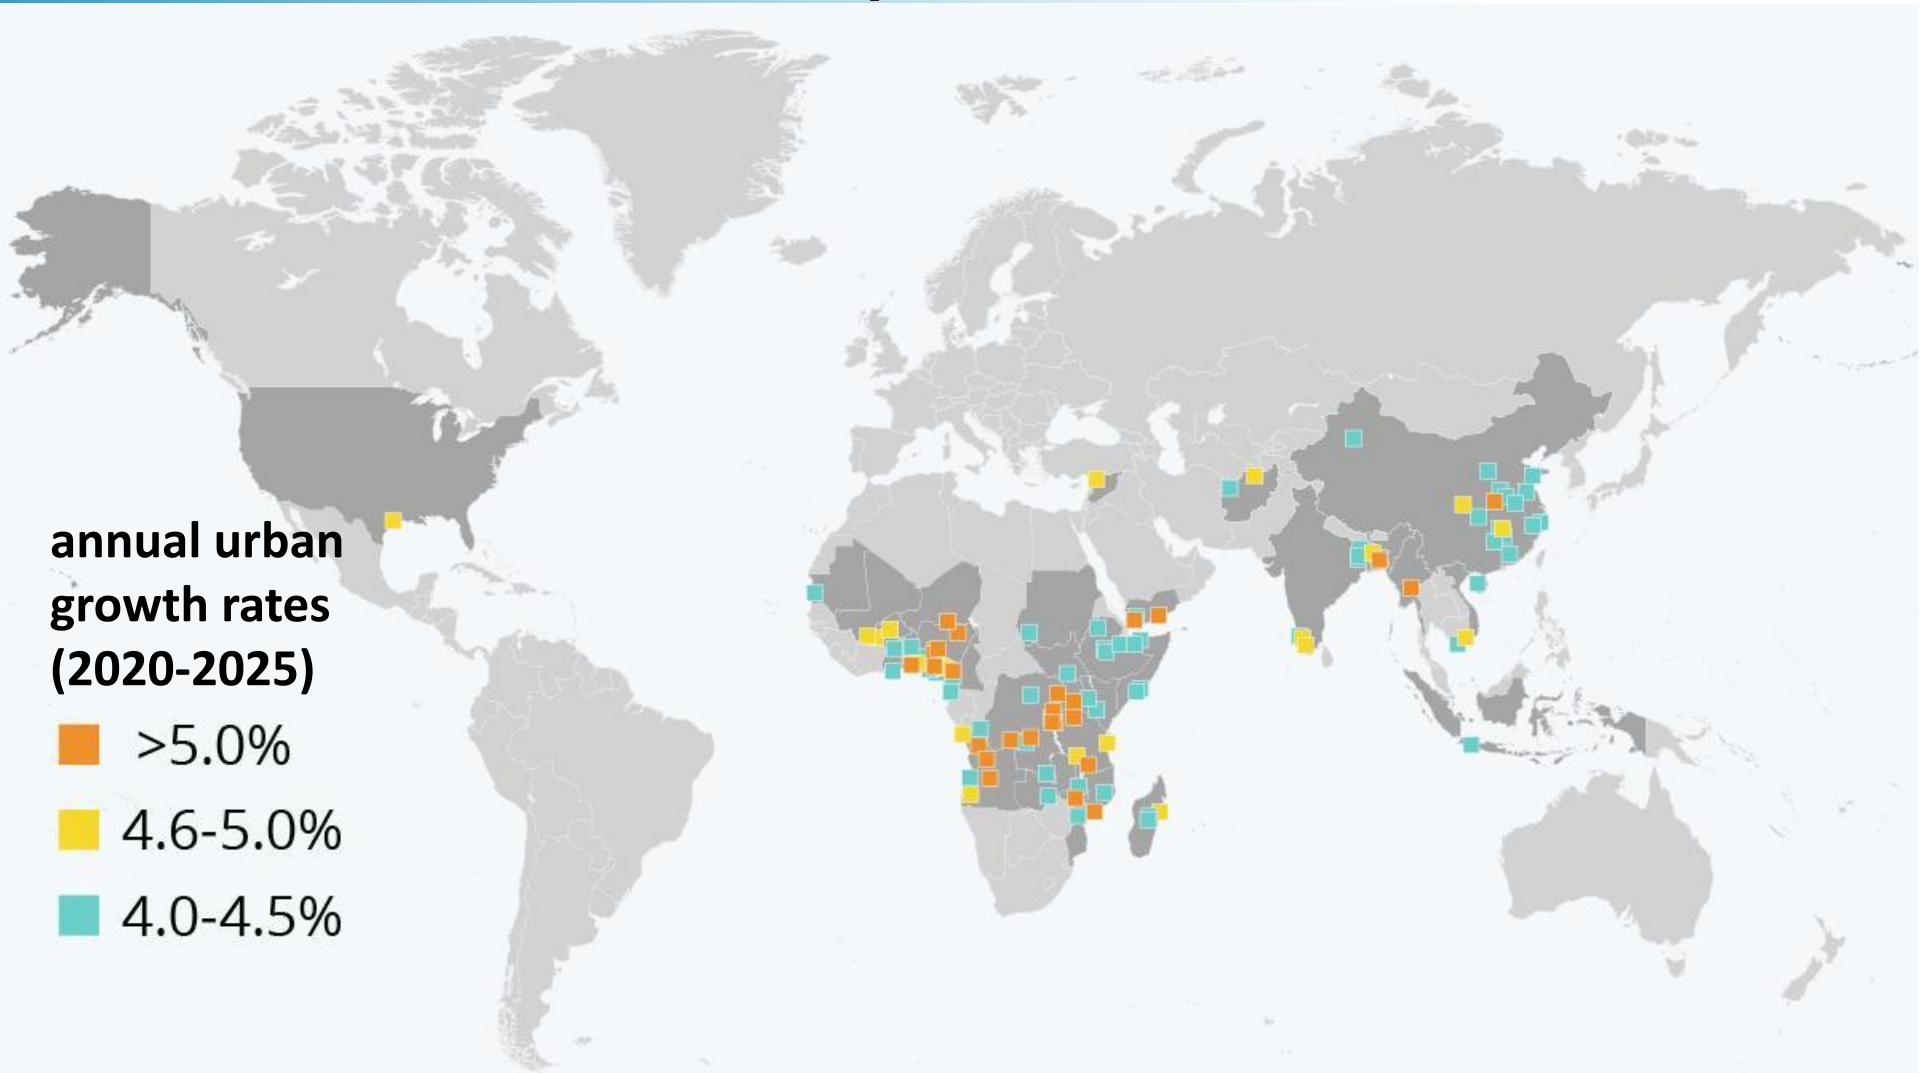 annual urban
growth rates
(2020-2025)
>5.0%
4.6-5.0%
4.0-4.5%